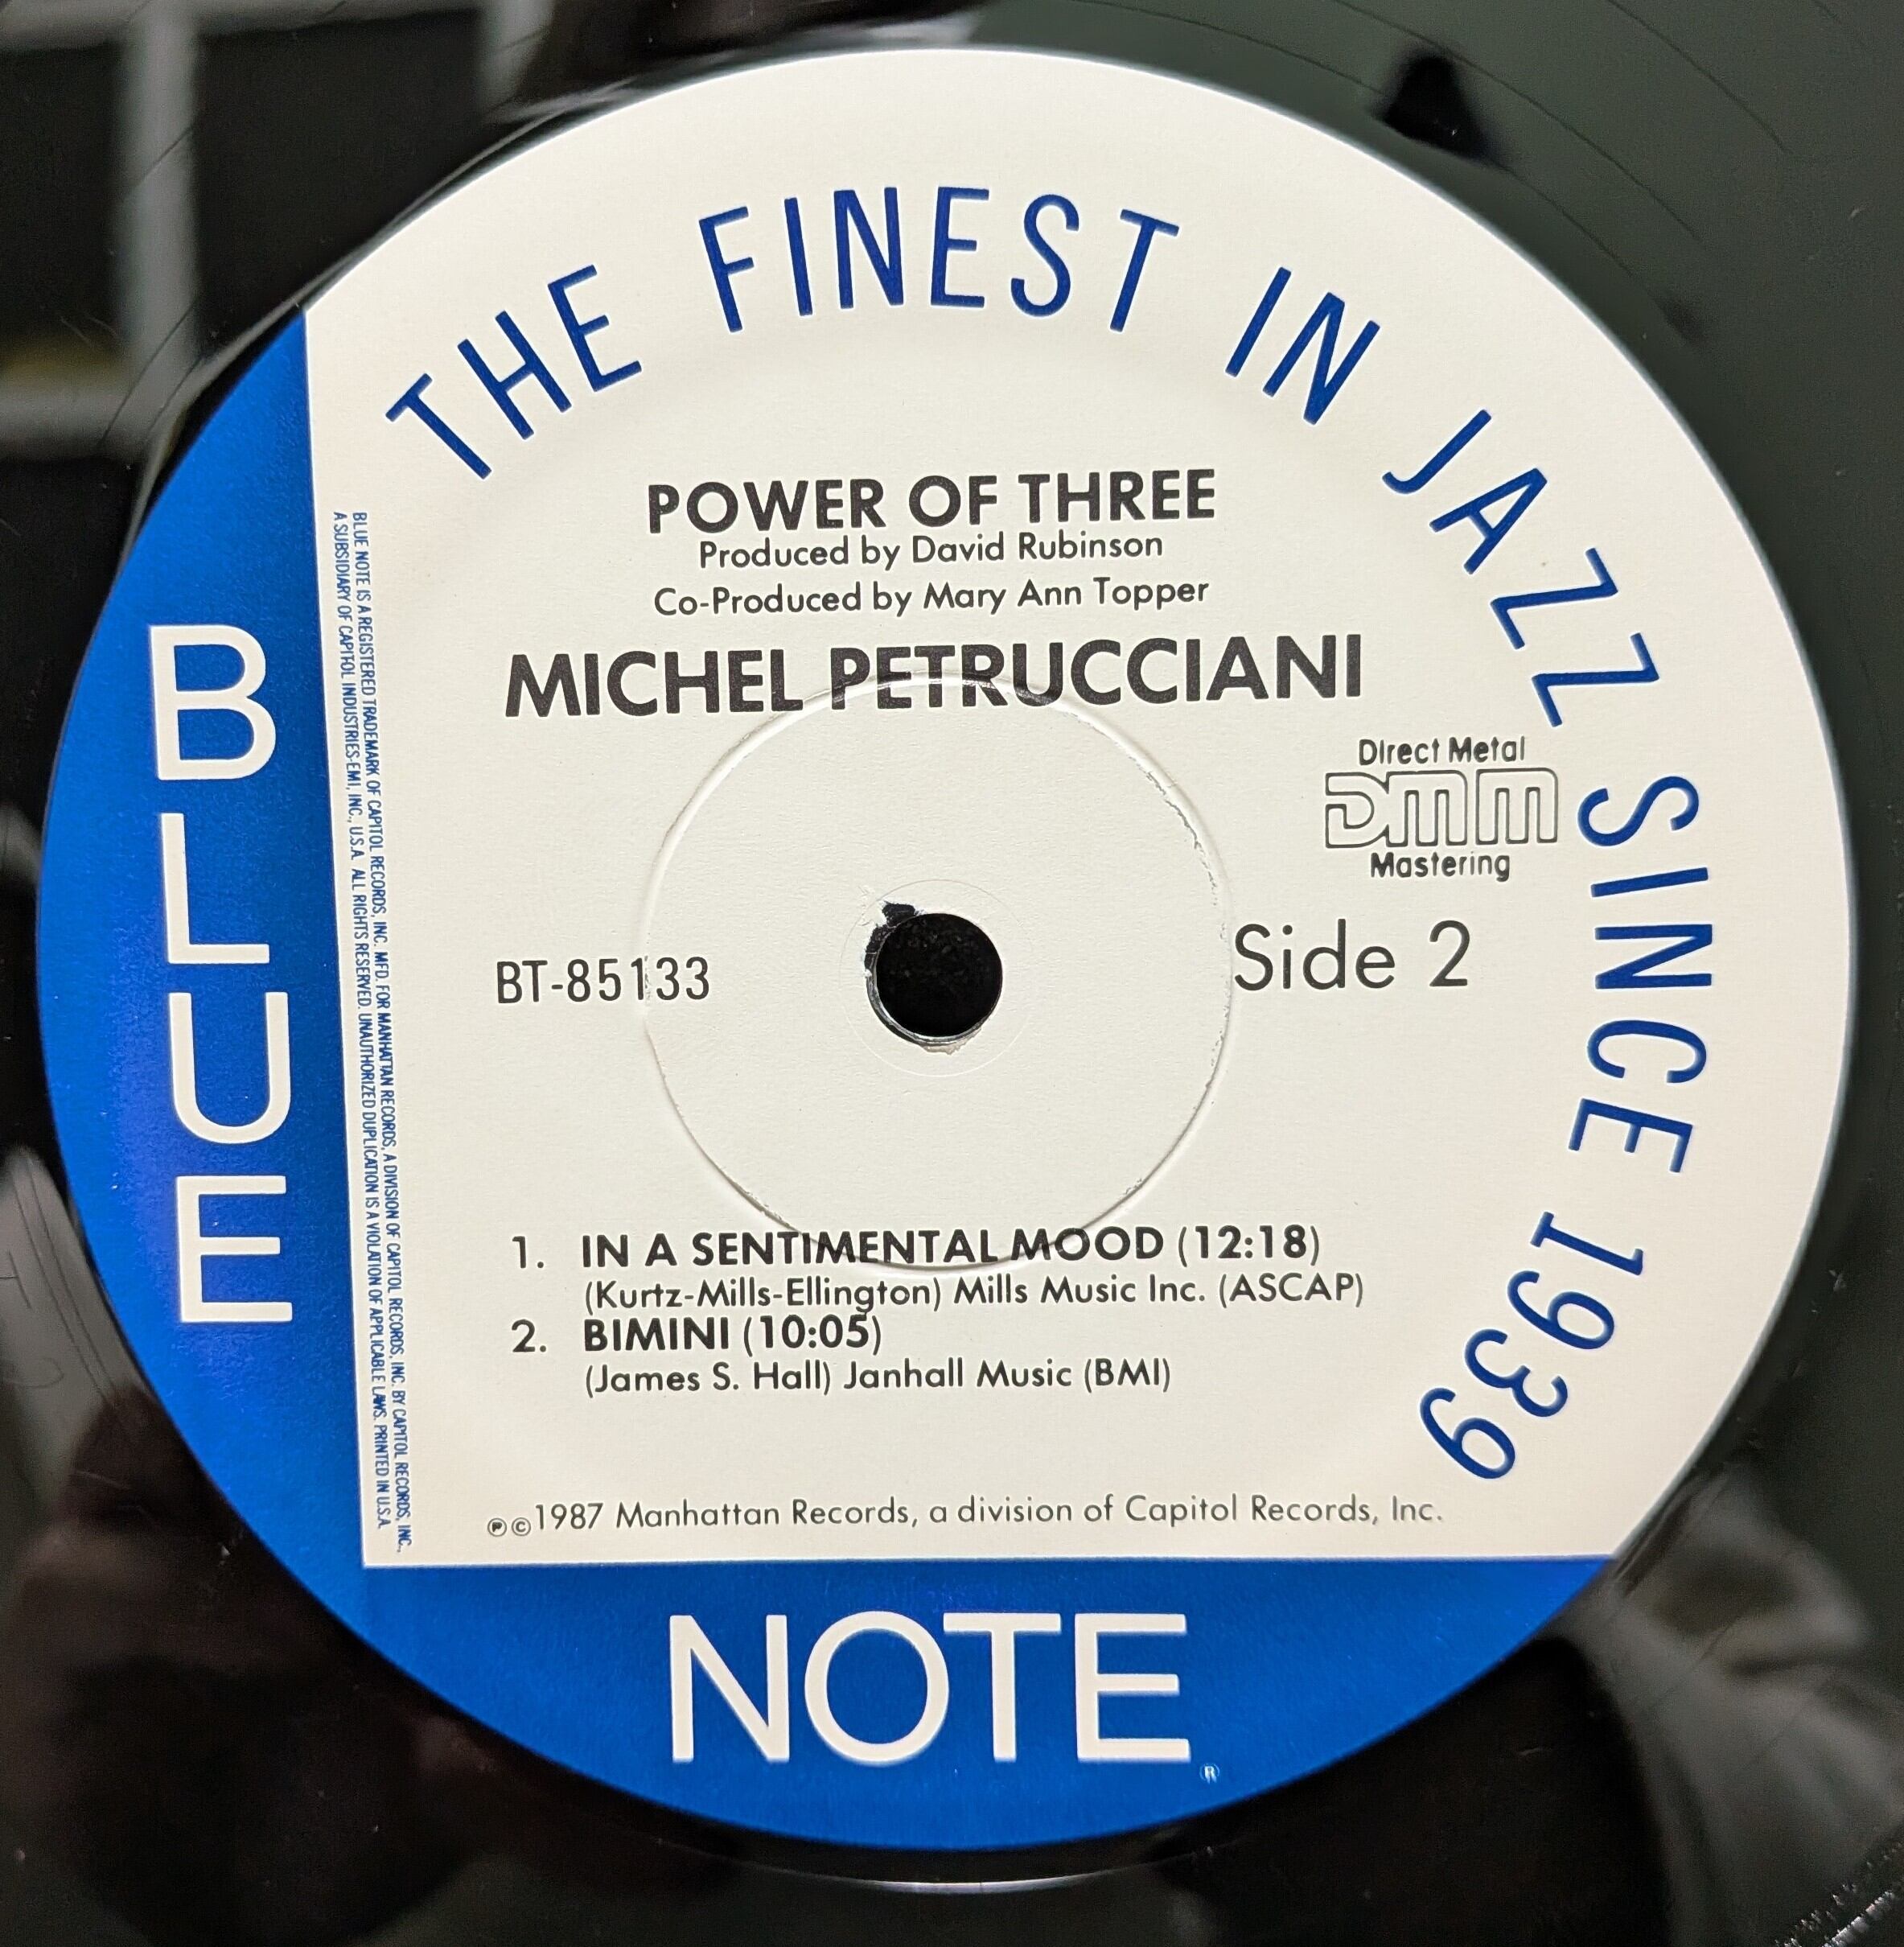 THE FINEST IN JAZZ SINCE 1939
POWER OF THREE
Produced by David Rubinson
Co-Produced by Mary Ann Topper
MICHEL PETRUCCIANI
Direct Metal
DMM
Mastering
BT-85133
Side 2
1. IN A SENTIMENTAL MOOD (12:18)
(Kurtz-Mills-Ellington) Mills Music Inc. (ASCAP)
2. BIMINI (10:05)
(James S. Hall) Janhall Music (BMI)
℗©1987 Manhattan Records, a division of Capitol Records, Inc.
BLUE NOTE IS A REGISTERED TRADEMARK OF CAPITOL RECORDS, INC. MFD. FOR MANHATTAN RECORDS, A DIVISION OF CAPITOL RECORDS, INC. BY CAPITOL RECORDS, INC.
A SUBSIDIARY OF CAPITOL INDUSTRIES-EMI, INC., U.S.A. ALL RIGHTS RESERVED. UNAUTHORIZED DUPLICATION IS A VIOLATION OF APPLICABLE LAWS. PRINTED IN U.S.A.
BLUE
NOTE®